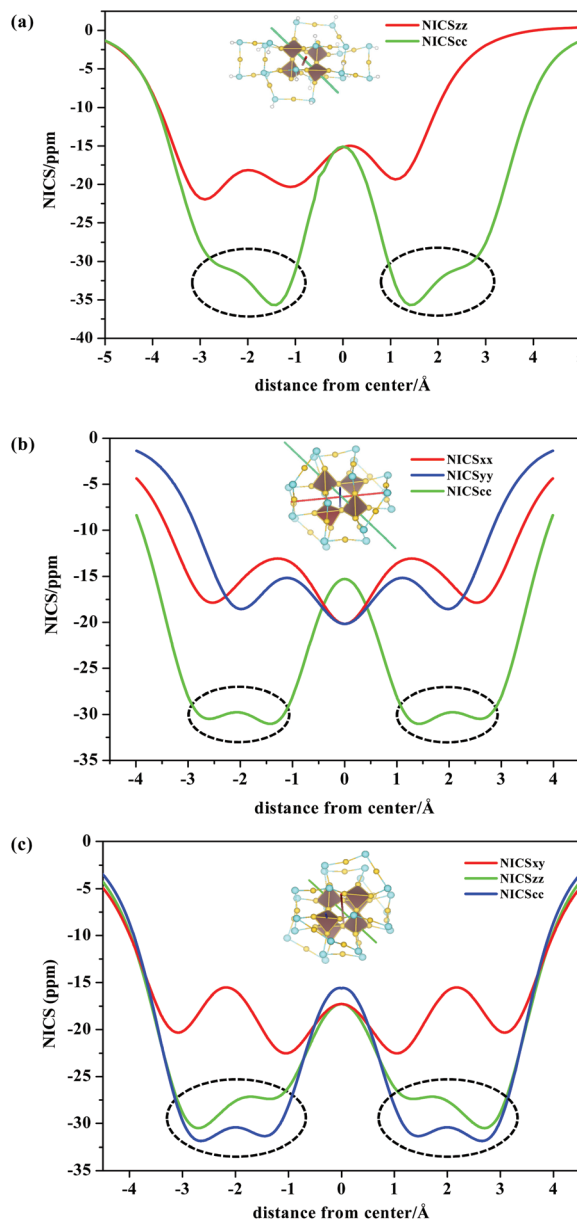 (a)
NICSzz
NICScc
0
-5
-10
-15
-20
-25
-30
-35
-40
NICS/ppm
-5 -4 -3 -2 -1 0 1 2 3 4
distance from center/Å
(b)
NICSxx
NICSyy
NICScc
0
-5
-10
-15
-20
-25
-30
-35
NICS/ppm
-4 -3 -2 -1 0 1 2 3 4
distance from center/Å
(c)
NICSxy
NICSzz
NICScc
0
-5
-10
-15
-20
-25
-30
-35
NICS (ppm)
-4 -3 -2 -1 0 1 2 3 4
distance from center/Å